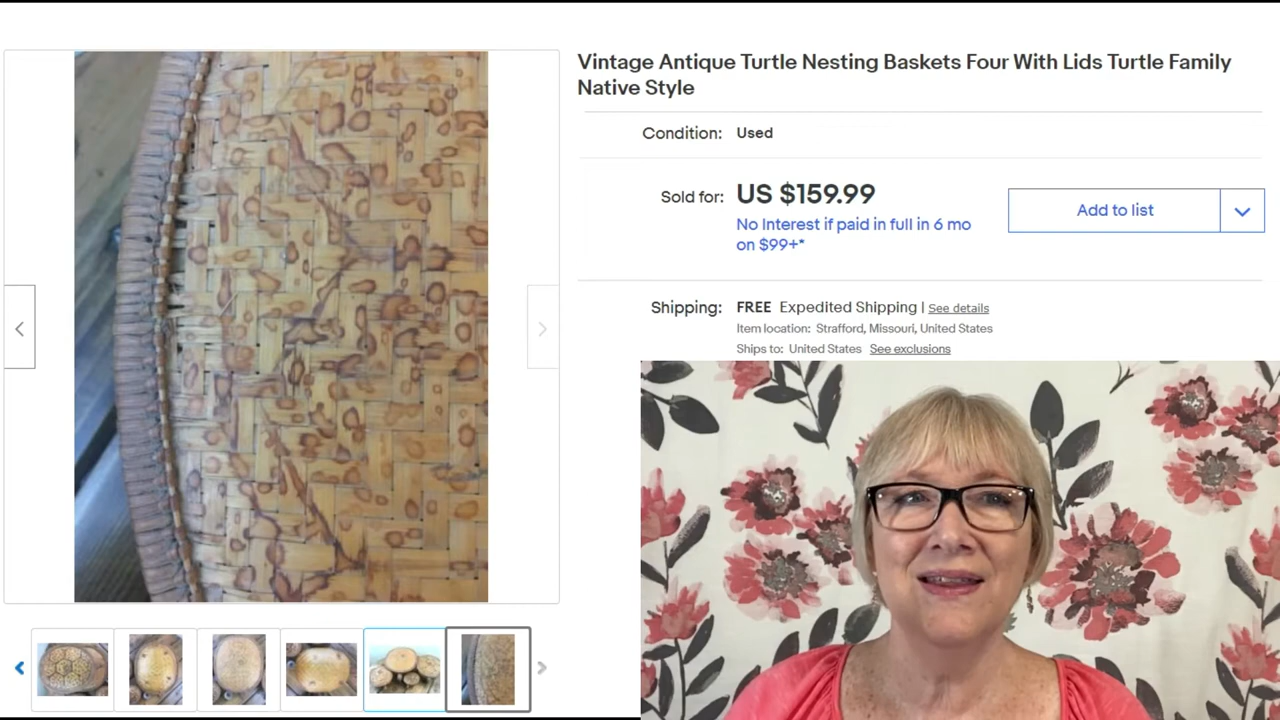 Vintage Antique Turtle Nesting Baskets Four With Lids Turtle Family
Native Style
Condition: Used
Sold for: US $159.99
Add to list
No Interest if paid in full in 6 mo
on $99+*
Shipping: FREE Expedited Shipping | See details
Item location: Strafford, Missouri, United States
Ships to: United States See exclusions